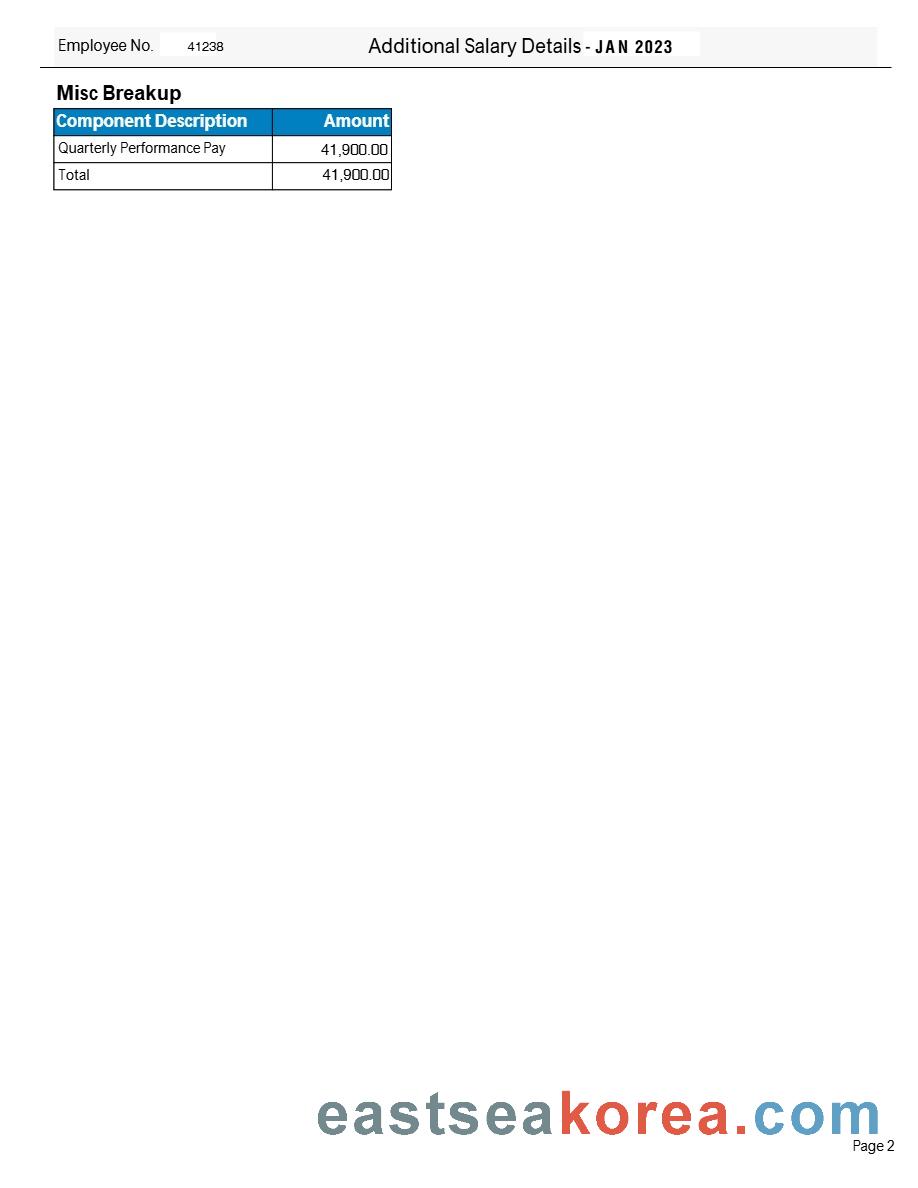 Employee No. 41238 Additional Salary Details - JAN 2023
Misc Breakup
Component Description Amount
Quarterly Performance Pay 41,900.00
Total 41,900.00
eastseakorea.com
Page 2